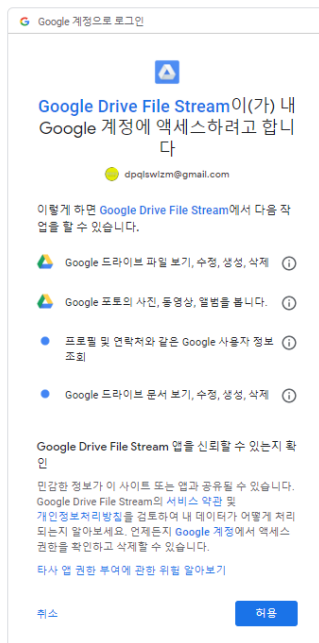 Google 계정으로 로그인
Google Drive File Stream이(가) 내
Google 계정에 액세스하려고 합니
다
dpqlswlzm@gmail.com
이렇게 하면 Google Drive File Stream에서 다음 작
업을 할 수 있습니다.
Google 드라이브 파일 보기, 수정, 생성, 삭제
Google 포토의 사진, 동영상, 앨범을 봅니다.
프로필 및 연락처와 같은 Google 사용자 정보
조회
Google 드라이브 문서 보기, 수정, 생성, 삭제
Google Drive File Stream 앱을 신뢰할 수 있는지 확
인
민감한 정보가 이 사이트 또는 앱과 공유될 수 있습니다.
Google Drive File Stream의 서비스 약관 및
개인정보처리방침을 검토하여 내 데이터가 어떻게 처리
되는지 알아보세요. 언제든지 Google 계정에서 액세스
권한을 확인하고 삭제할 수 있습니다.
타사 앱 권한 부여에 관한 위험 알아보기
취소
허용